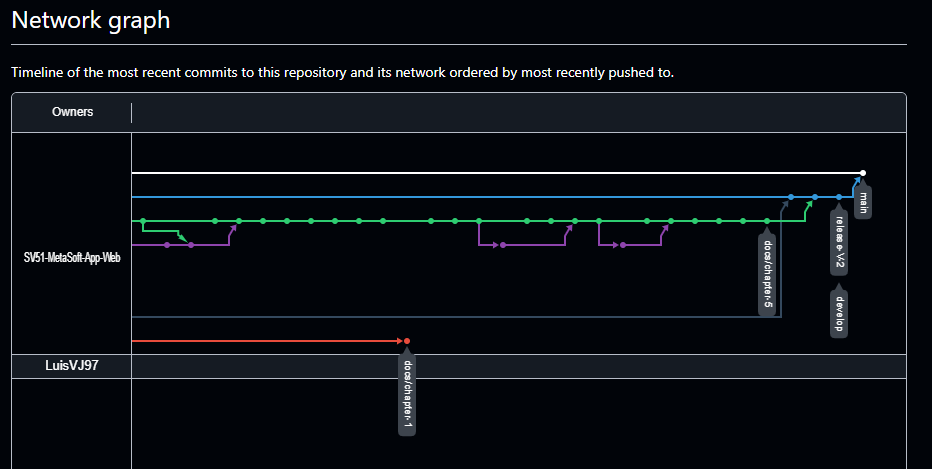 Network graph
Timeline of the most recent commits to this repository and its network ordered by most recently pushed to.
Owners
main
release-V-2
SV51-MetaSoft-App-Web
docs/chapter-5
develop
LuisVJ97
docs/chapter-1